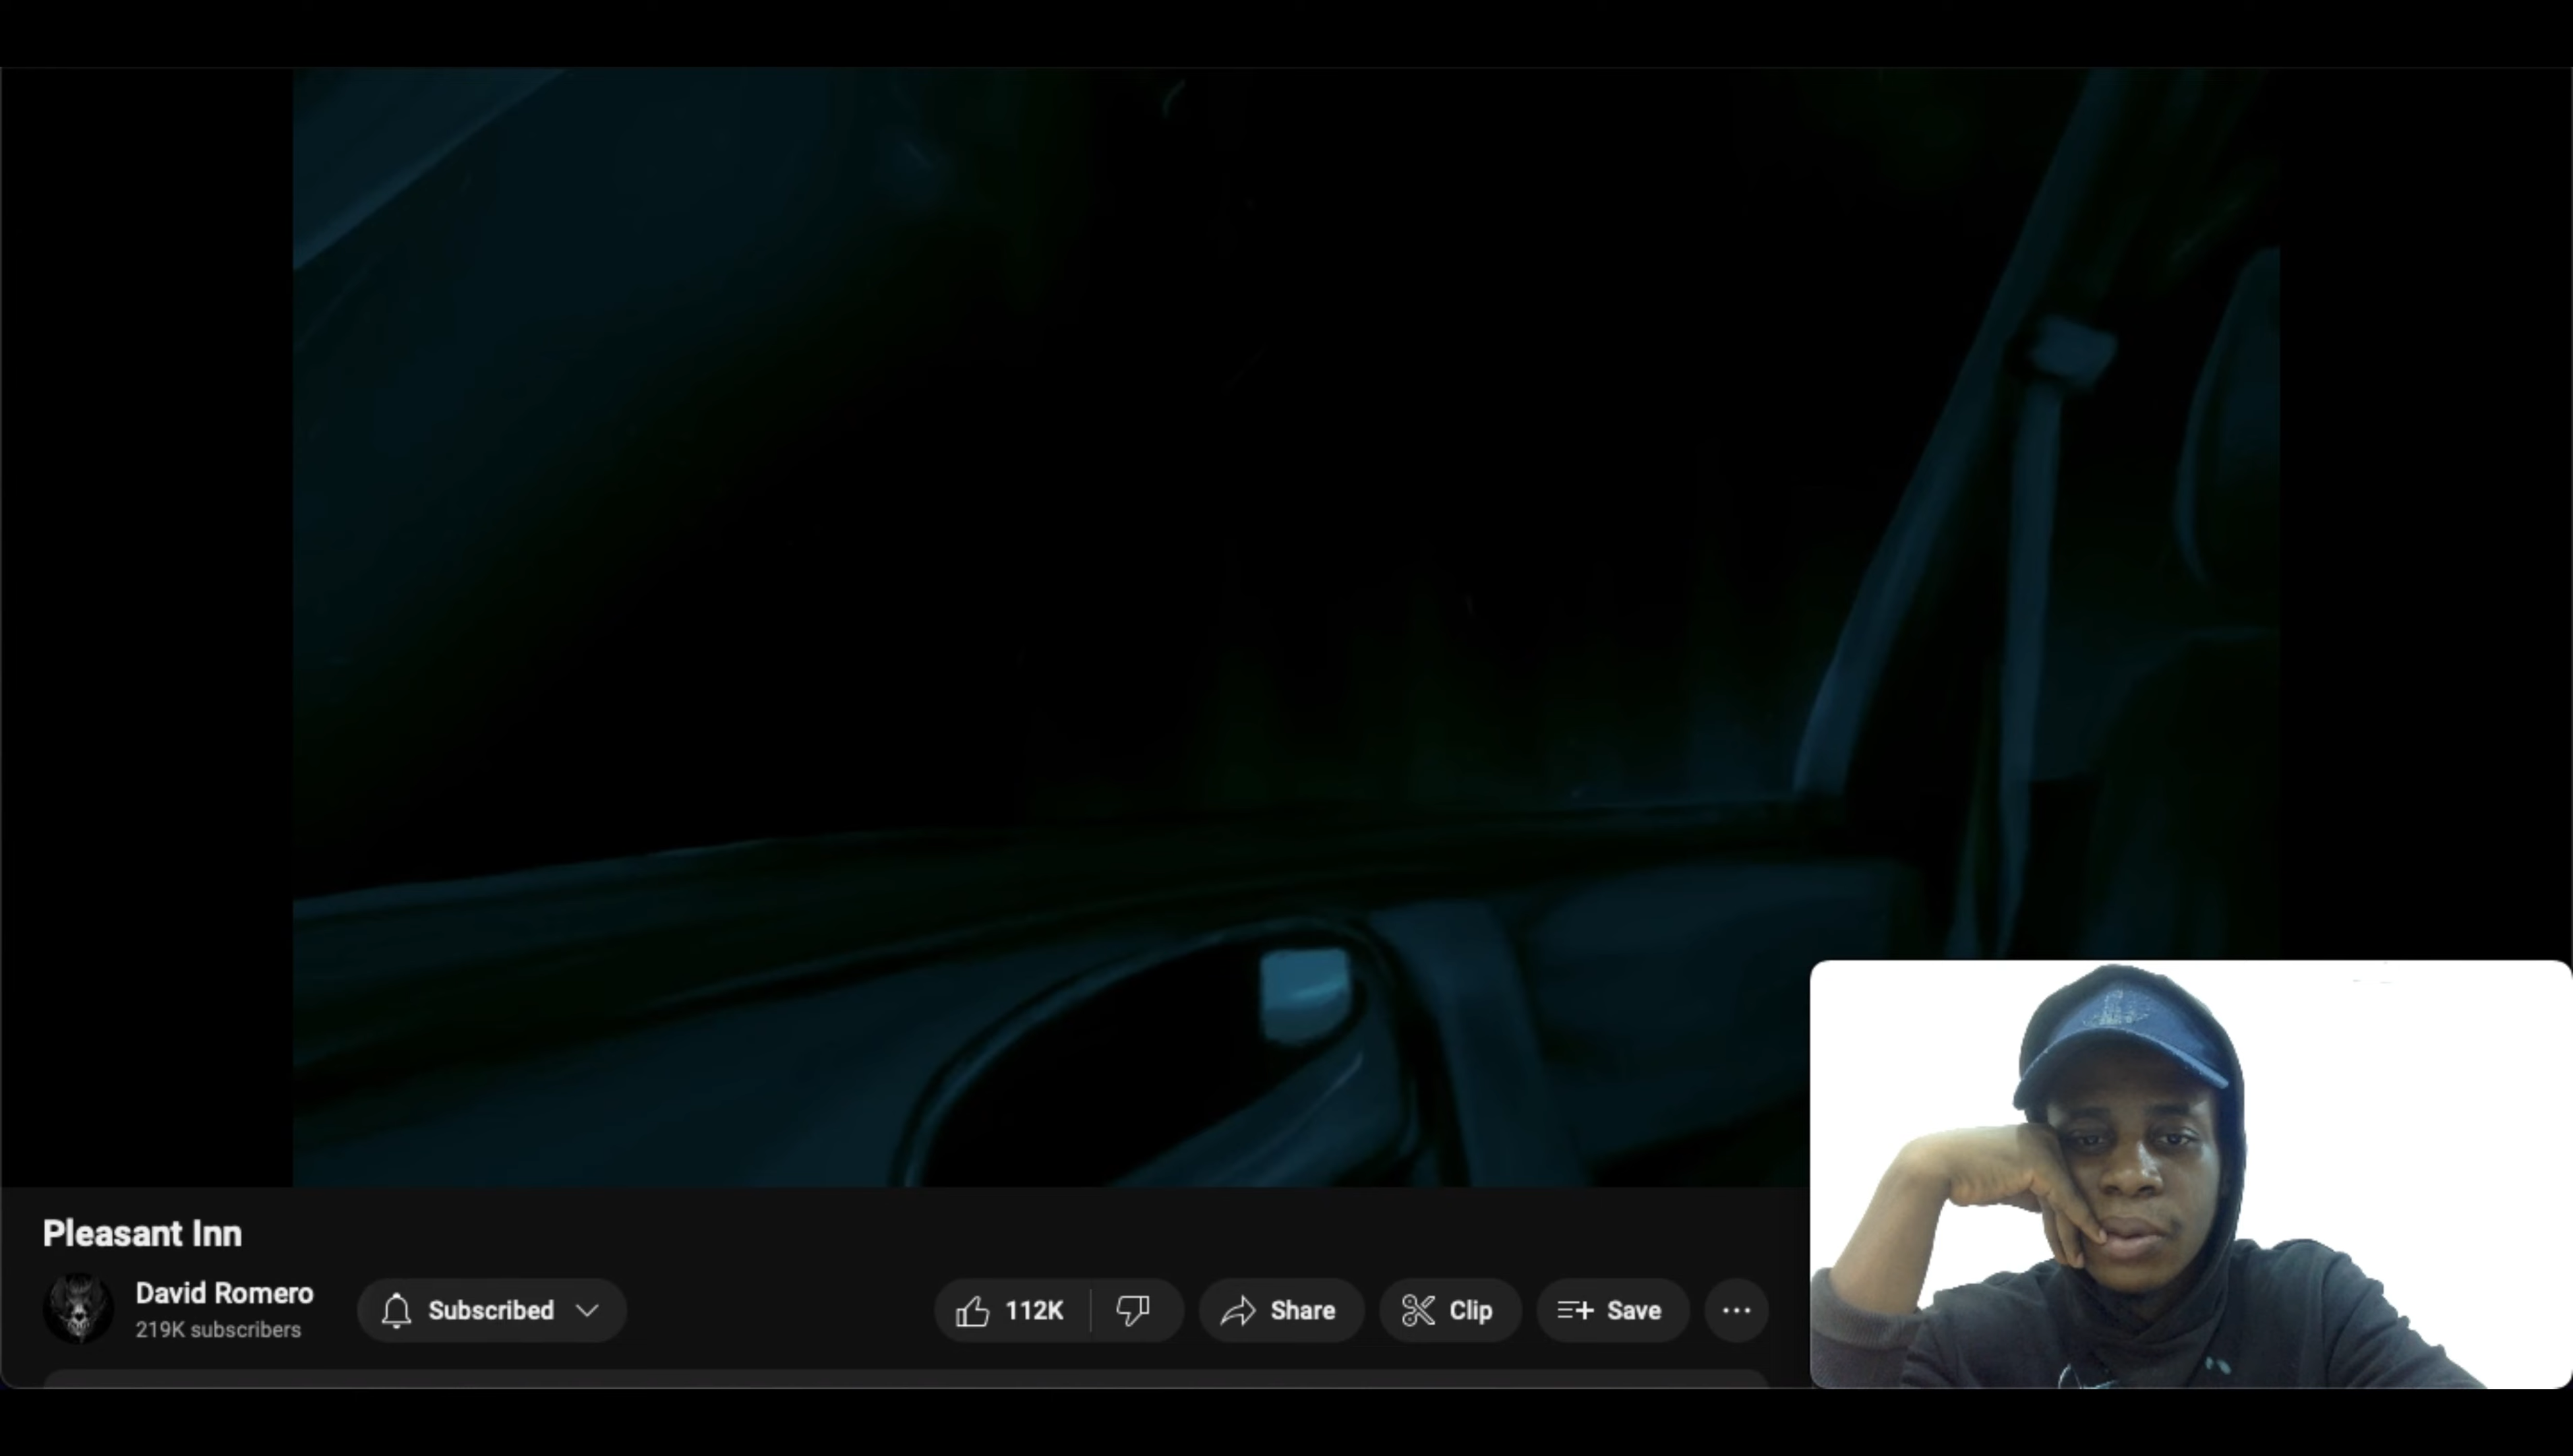 Pleasant Inn
David Romero
219K subscribers
Subscribed
112K
Share
Clip
Save